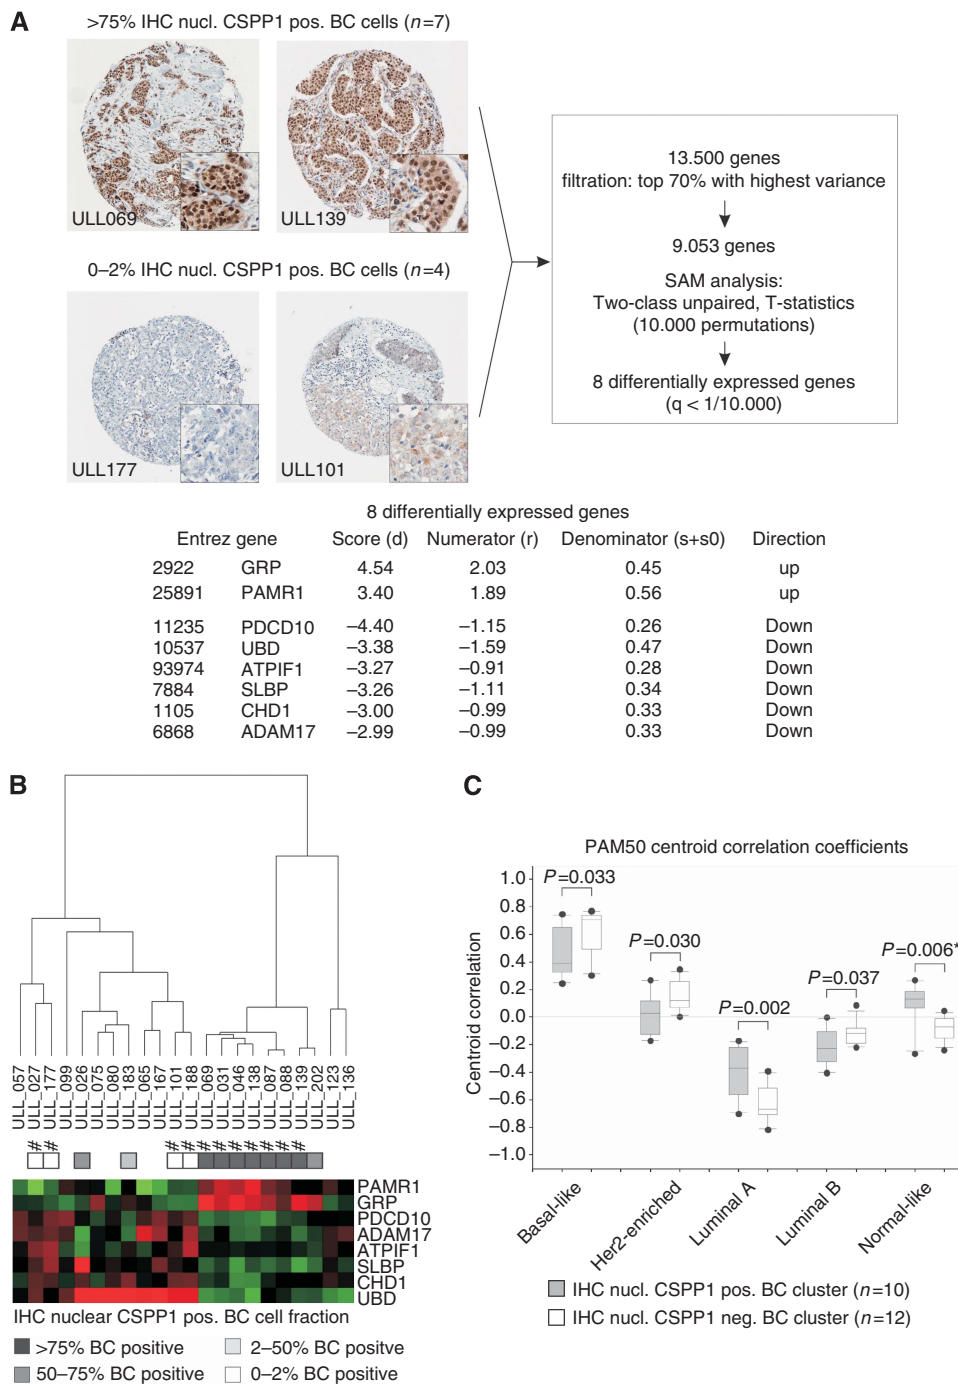 A
>75% IHC nucl. CSPP1 pos. BC cells (n=7)
ULL069
ULL139
0–2% IHC nucl. CSPP1 pos. BC cells (n=4)
ULL177
ULL101
13.500 genes
filtration: top 70% with highest variance
9.053 genes
SAM analysis:
Two-class unpaired, T-statistics
(10.000 permutations)
8 differentially expressed genes
(q < 1/10.000)
8 differentially expressed genes
Entrez gene Score (d) Numerator (r) Denominator (s+s0) Direction
2922 GRP 4.54 2.03 0.45 up
25891 PAMR1 3.40 1.89 0.56 up
11235 PDCD10 –4.40 –1.15 0.26 Down
10537 UBD –3.38 –1.59 0.47 Down
93974 ATPIF1 –3.27 –0.91 0.28 Down
7884 SLBP –3.26 –1.11 0.34 Down
1105 CHD1 –3.00 –0.99 0.33 Down
6868 ADAM17 –2.99 –0.99 0.33 Down
B
ULL_057
ULL_027
ULL_177
ULL_099
ULL_026
ULL_075
ULL_080
ULL_183
ULL_065
ULL_167
ULL_101
ULL_188
ULL_069
ULL_031
ULL_046
ULL_138
ULL_087
ULL_088
ULL_139
ULL_202
ULL_123
ULL_136
# # # # # # # # # # #
PAMR1
GRP
PDCD10
ADAM17
ATPIF1
SLBP
CHD1
UBD
IHC nuclear CSPP1 pos. BC cell fraction
>75% BC positive
2–50% BC positive
50–75% BC positive
0–2% BC positive
C
PAM50 centroid correlation coefficients
Centroid correlation
1.0
0.8
0.6
0.4
0.2
0.0
–0.2
–0.4
–0.6
–0.8
–1.0
P=0.033
P=0.030
P=0.002
P=0.037
P=0.006*
Basal-like
Her2-enriched
Luminal A
Luminal B
Normal-like
IHC nucl. CSPP1 pos. BC cluster (n=10)
IHC nucl. CSPP1 neg. BC cluster (n=12)